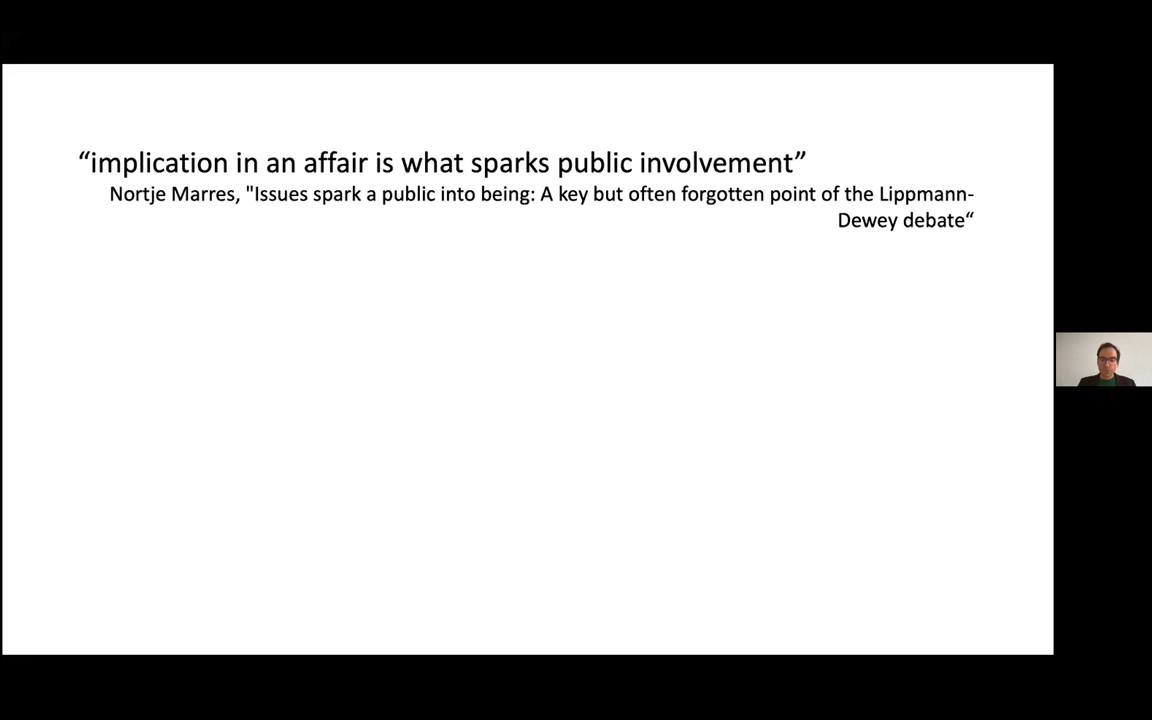 “implication in an affair is what sparks public involvement”
Nortje Marres, "Issues spark a public into being: A key but often forgotten point of the Lippmann-
Dewey debate“